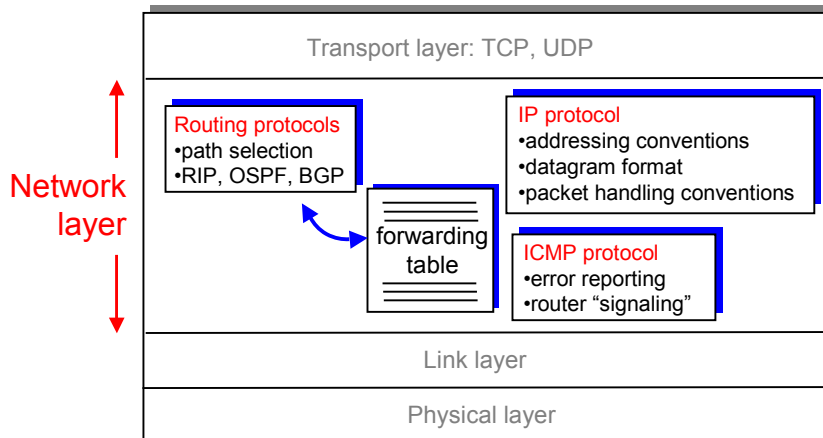 Transport layer: TCP, UDP
Network
layer
Routing protocols
•path selection
•RIP, OSPF, BGP
forwarding
table
IP protocol
•addressing conventions
•datagram format
•packet handling conventions
ICMP protocol
•error reporting
•router “signaling”
Link layer
Physical layer